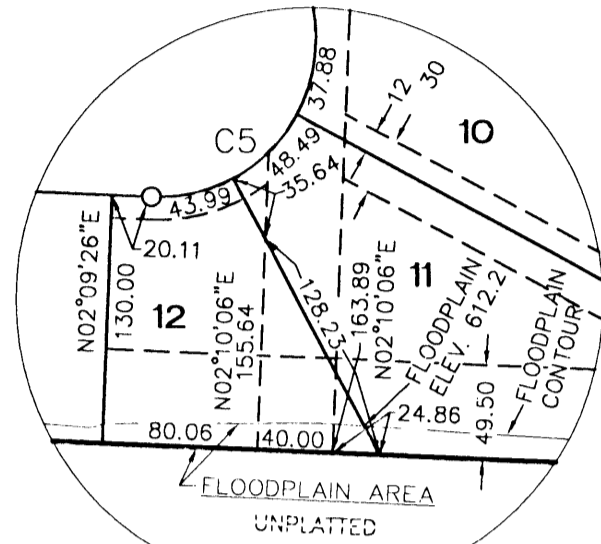 37.88
12
30
10
C5
48.49
35.64
43.99
20.11
N02°09'26"E
130.00
12
N02°10'06"E
155.64
128.23
163.89
N02°10'06"E
11
FLOODPLAIN
ELEV. 612.2
FLOODPLAIN
CONTOUR
49.50
24.86
80.06
40.00
FLOODPLAIN AREA
UNPLATTED